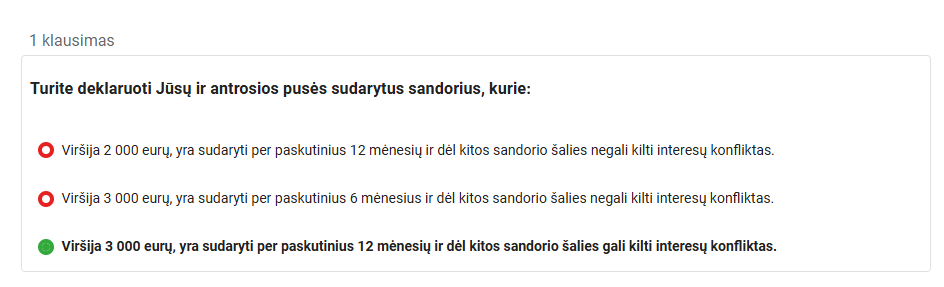 1 klausimas
Turite deklaruoti Jūsų ir antrosios pusės sudarytus sandorius, kurie:
Viršija 2 000 eurų, yra sudaryti per paskutinius 12 mėnesių ir dėl kitos sandorio šalies negali kilti interesų konfliktas.
Viršija 3 000 eurų, yra sudaryti per paskutinius 6 mėnesius ir dėl kitos sandorio šalies negali kilti interesų konfliktas.
Viršija 3 000 eurų, yra sudaryti per paskutinius 12 mėnesių ir dėl kitos sandorio šalies gali kilti interesų konfliktas.